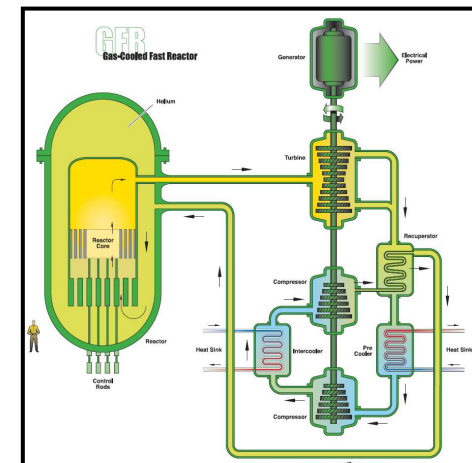 GFR
Gas-Cooled Fast Reactor
Helium
Generator
Electrical
Power
Turbine
Reactor
Core
Recuperator
Compressor
Heat Sink
Intercooler
Pre
Cooler
Heat Sink
Reactor
Control
Rods
Compressor